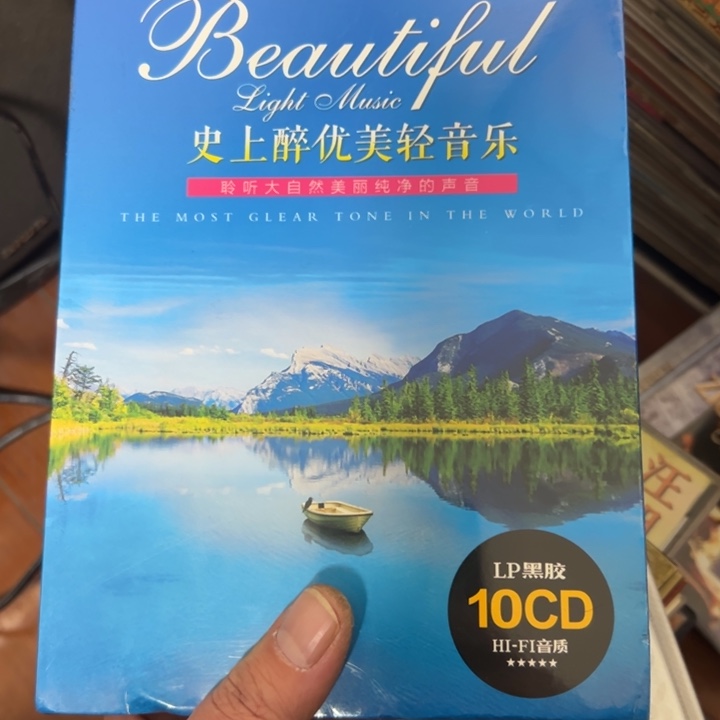 Beautiful
Light Music
史上醉优美轻音乐
聆听大自然美丽纯净的声音
THE MOST GLEAR TONE IN THE WORLD
LP黑胶
10CD
HI-FI音质
★★★★★
汪